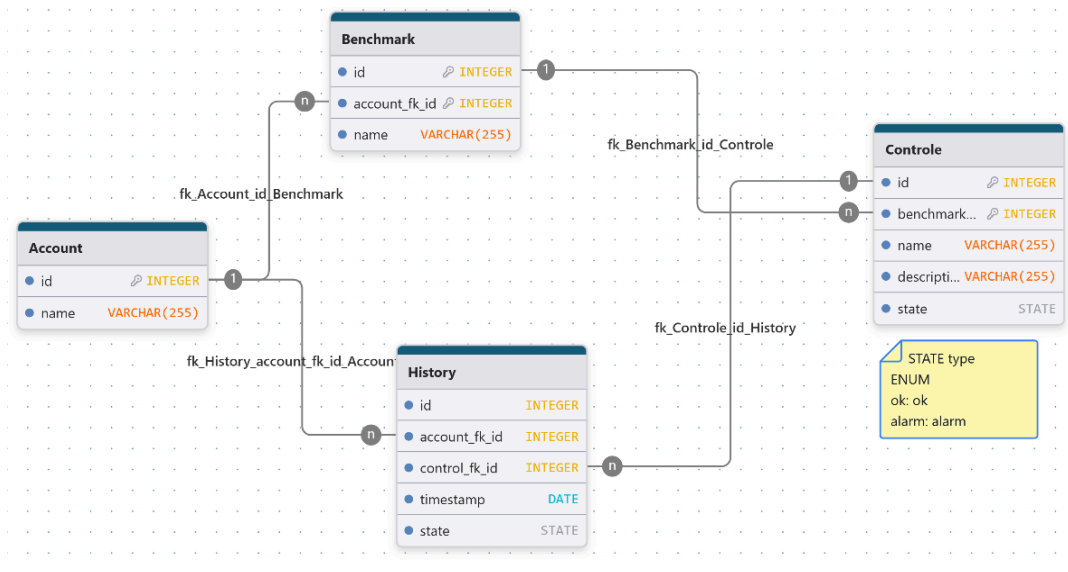 Benchmark
id INTEGER
account_fk_id INTEGER
name VARCHAR(255)
1
n
fk_Account_id_Benchmark
fk_Benchmark_id_Controle
Controle
id INTEGER
benchmark... INTEGER
name VARCHAR(255)
descripti... VARCHAR(255)
state STATE
1
n
Account
id INTEGER
name VARCHAR(255)
1
fk_History_account_fk_id_Accoun
fk_Controle_id_History
History
id INTEGER
account_fk_id INTEGER
control_fk_id INTEGER
timestamp DATE
state STATE
n
n
STATE type
ENUM
ok: ok
alarm: alarm